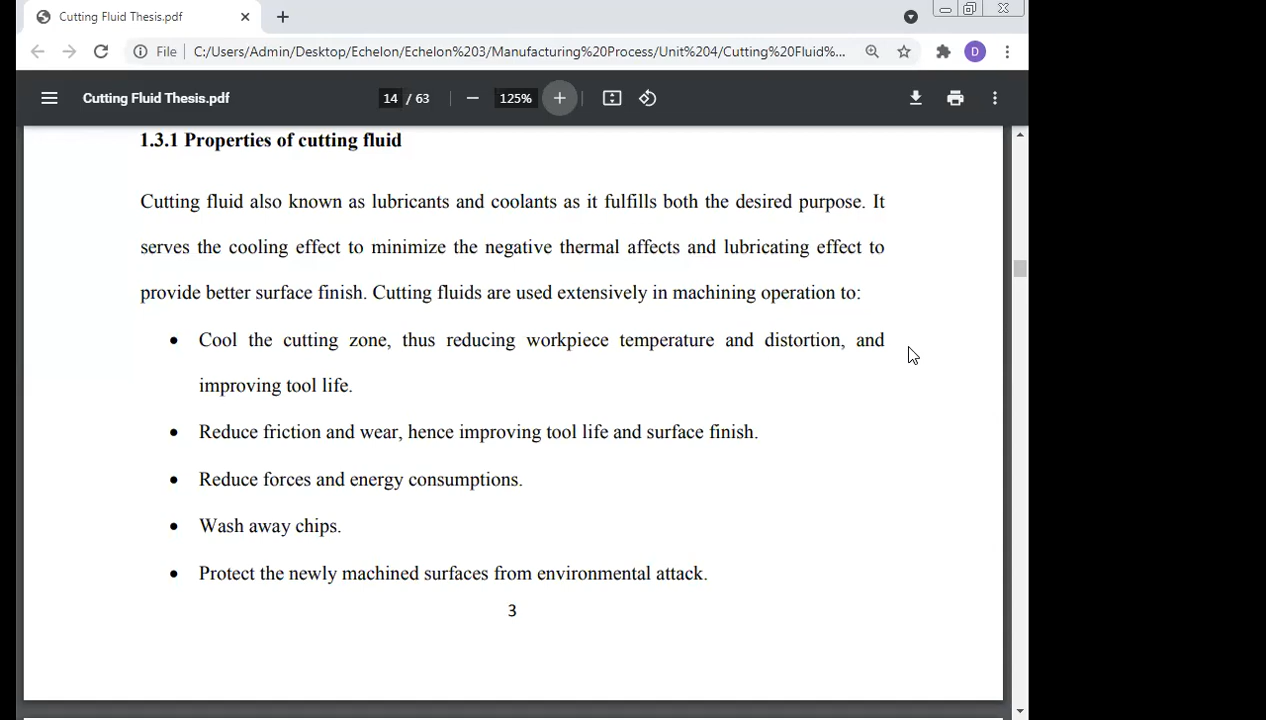 Cutting Fluid Thesis.pdf
File C:/Users/Admin/Desktop/Echelon/Echelon%203/Manufacturing%20Process/Unit%204/Cutting%20Fluid%...
D
Cutting Fluid Thesis.pdf 14 / 63 125%
1.3.1 Properties of cutting fluid
Cutting fluid also known as lubricants and coolants as it fulfills both the desired purpose. It
serves the cooling effect to minimize the negative thermal affects and lubricating effect to
provide better surface finish. Cutting fluids are used extensively in machining operation to:
• Cool the cutting zone, thus reducing workpiece temperature and distortion, and
improving tool life.
• Reduce friction and wear, hence improving tool life and surface finish.
• Reduce forces and energy consumptions.
• Wash away chips.
• Protect the newly machined surfaces from environmental attack.
3